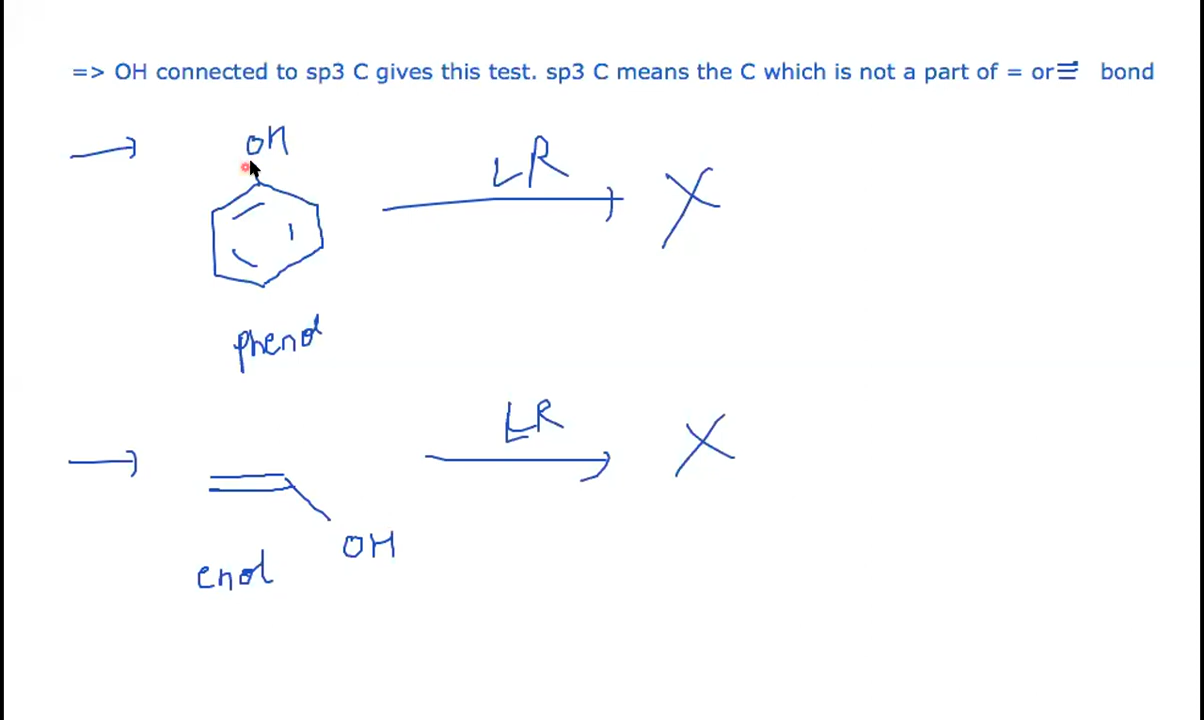 => OH connected to sp3 C gives this test. sp3 C means the C which is not a part of = or ≡ bond
OH
LR
X
phenol
LR
X
OH
enol